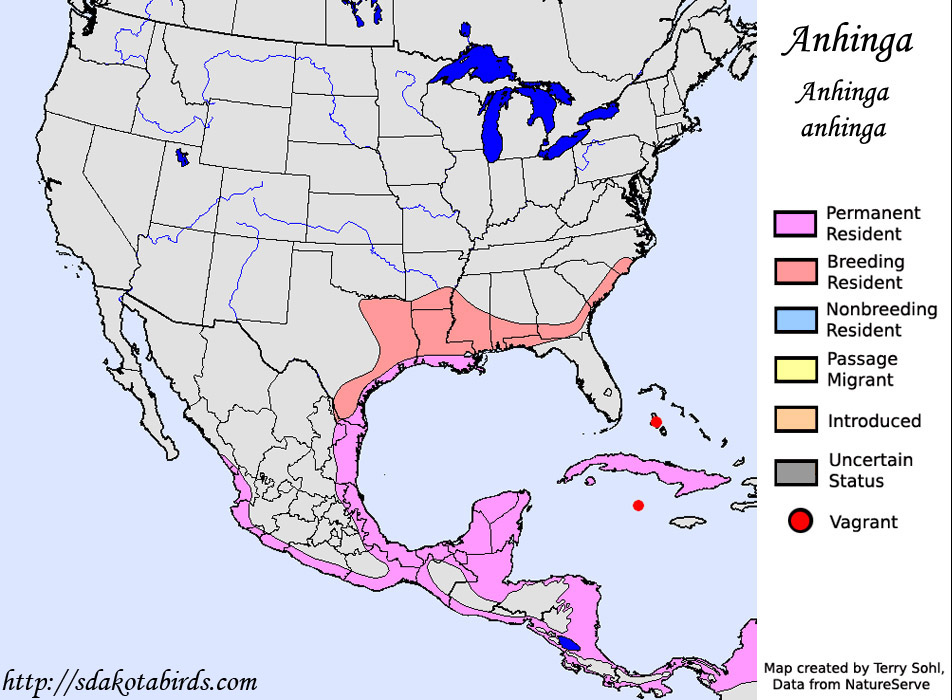 Anhinga
Anhinga
anhinga
Permanent
Resident
Breeding
Resident
Nonbreeding
Resident
Passage
Migrant
Introduced
Uncertain
Status
Vagrant
Map created by Terry Sohl,
Data from NatureServe
http://sdakotabirds.com